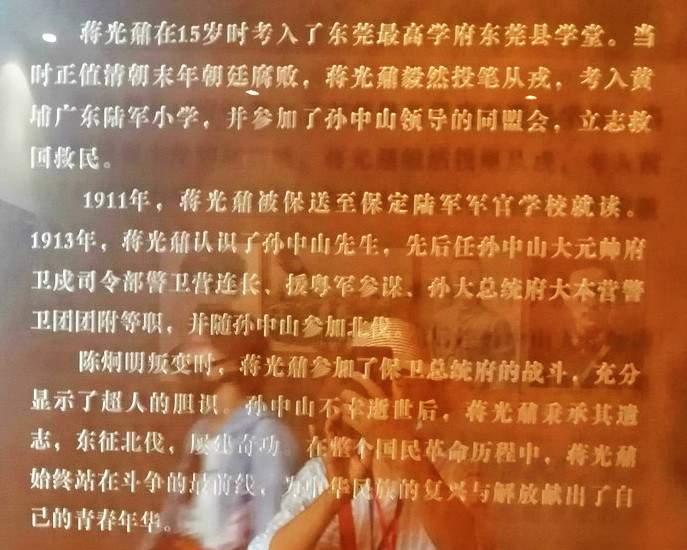 蒋光鼐在15岁时考入了东莞最高学府东莞县学堂。当
时正值清朝末年朝廷腐败，蒋光鼐毅然投笔从戎，考入黄
埔广东陆军小学，并参加了孙中山领导的同盟会，立志救
国救民。
1911年，蒋光鼐被保送至保定陆军军官学校就读。
1913年，蒋光鼐认识了孙中山先生，先后任孙中山大元帅府
卫戍司令部警卫营连长、援粤军参谋、孙大总统府大本营警
卫团团附等职，并随孙中山参加北伐。
陈炯明叛变时，蒋光鼐参加了保卫总统府的战斗，充分
显示了超人的胆识。孙中山不幸逝世后，蒋光鼐秉承其遗
志，东征北伐，屡建奇功。在整个国民革命历程中，蒋光鼐
始终站在斗争的最前线，为中华民族的复兴与解放献出了自
己的青春年华。